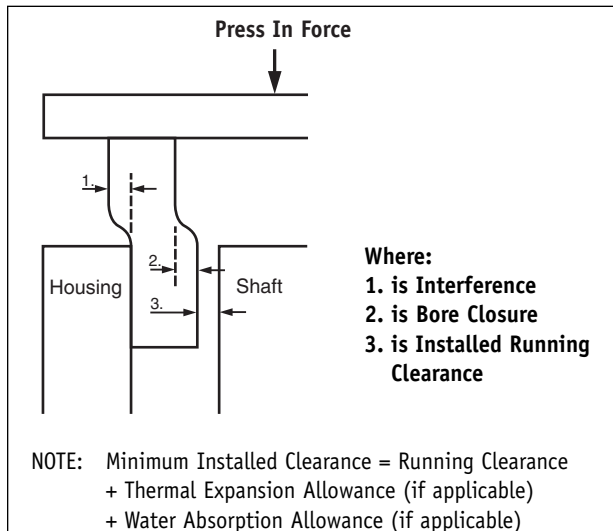 Press In Force
1.
2.
Housing
Shaft
3.
Where:
1. is Interference
2. is Bore Closure
3. is Installed Running
Clearance
NOTE: Minimum Installed Clearance = Running Clearance
+ Thermal Expansion Allowance (if applicable)
+ Water Absorption Allowance (if applicable)